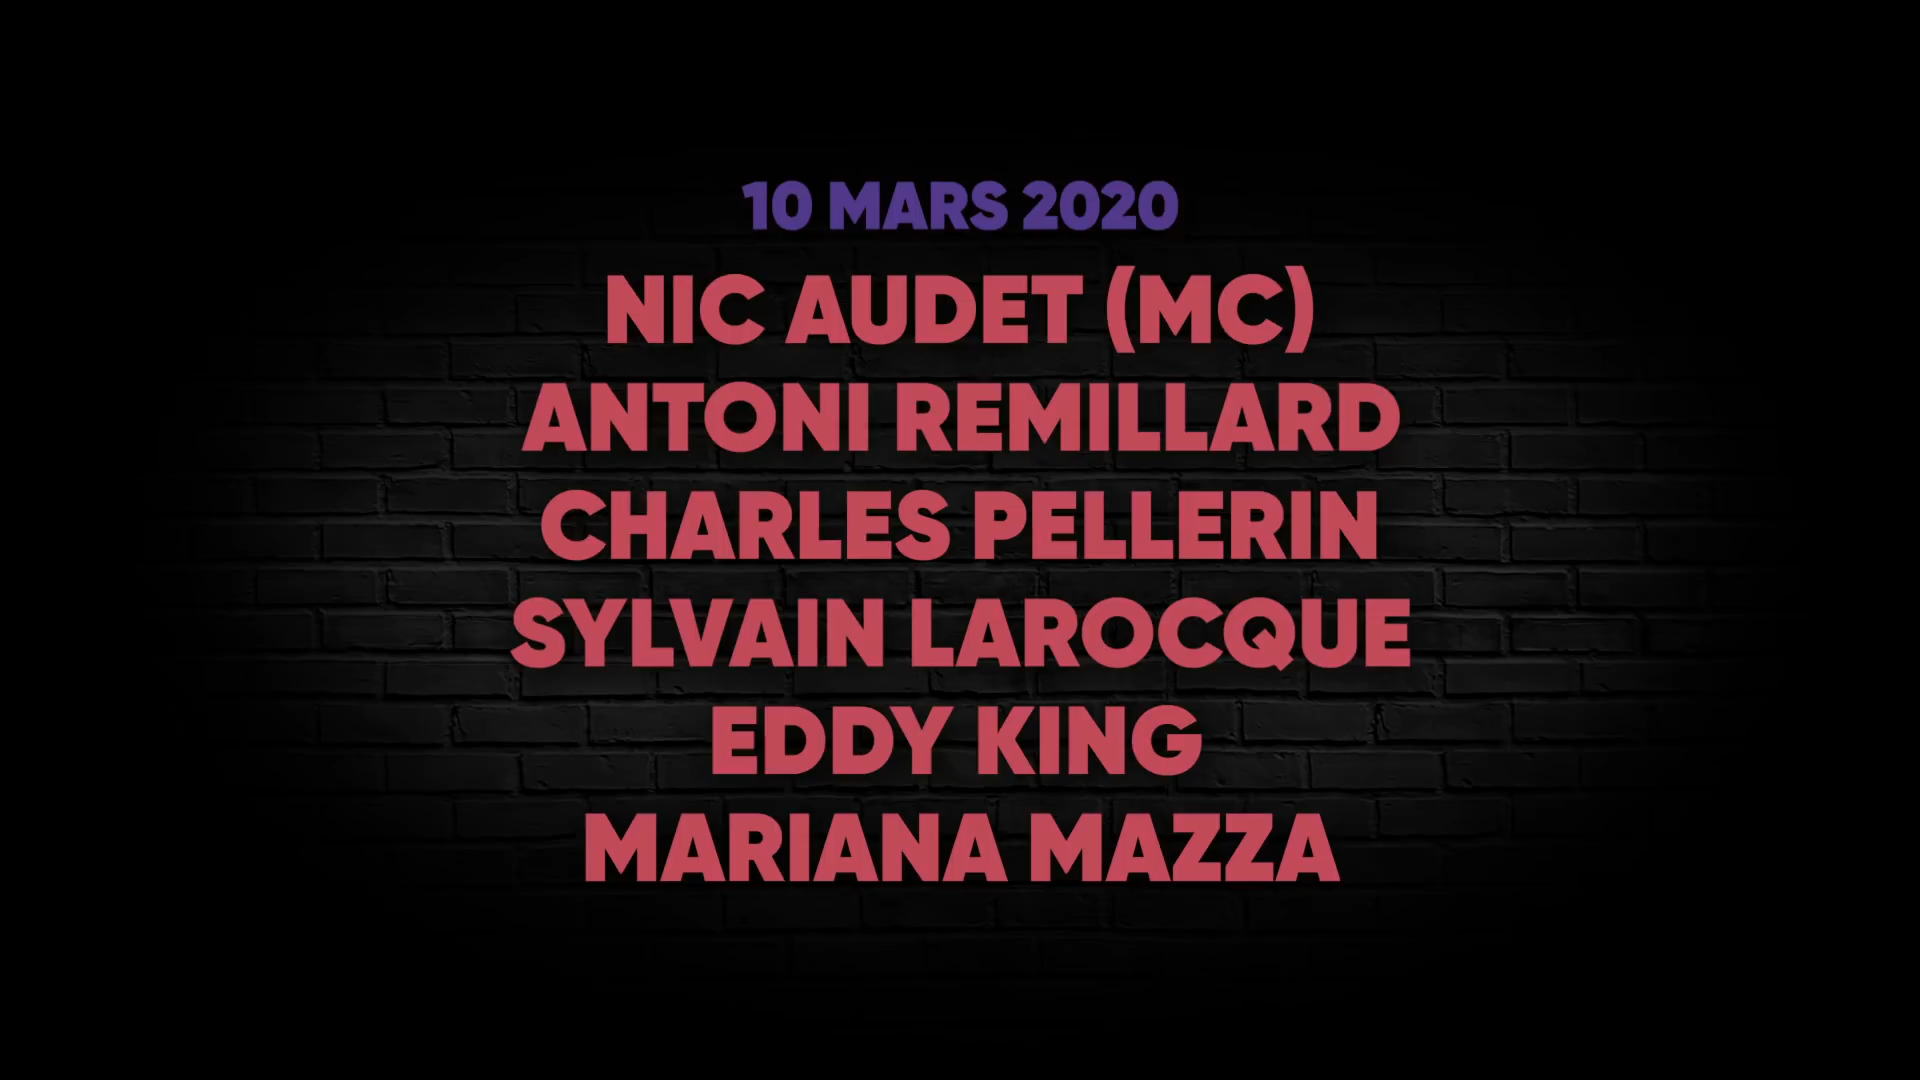 10 MARS 2020
NIC AUDET (MC)
ANTONI REMILLARD
CHARLES PELLERIN
SYLVAIN LAROCQUE
EDDY KING
MARIANA MAZZA